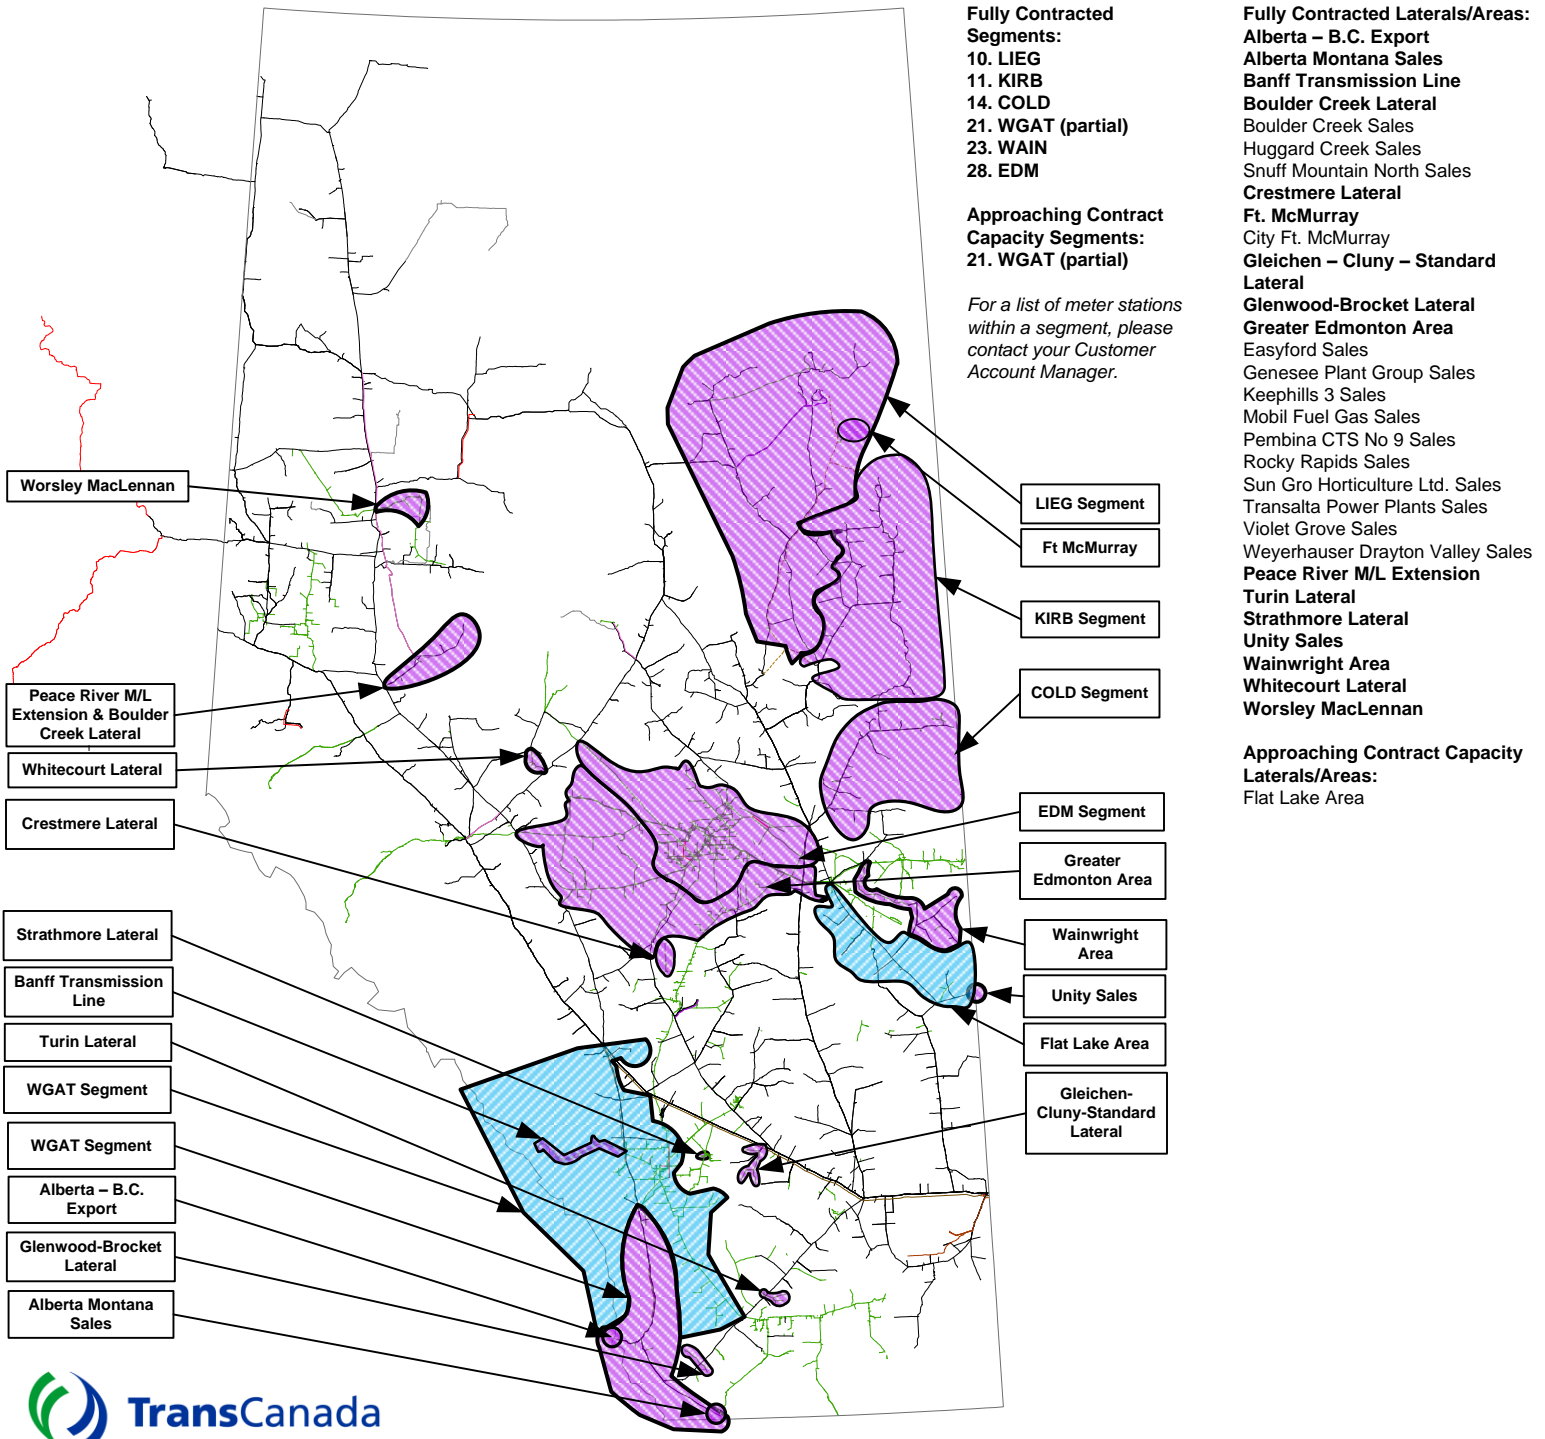 Fully Contracted
Segments:
10. LIEG
11. KIRB
14. COLD
21. WGAT (partial)
23. WAIN
28. EDM
Approaching Contract
Capacity Segments:
21. WGAT (partial)
For a list of meter stations
within a segment, please
contact your Customer
Account Manager.
Fully Contracted Laterals/Areas:
Alberta – B.C. Export
Alberta Montana Sales
Banff Transmission Line
Boulder Creek Lateral
Boulder Creek Sales
Huggard Creek Sales
Snuff Mountain North Sales
Crestmere Lateral
Ft. McMurray
City Ft. McMurray
Gleichen – Cluny – Standard
Lateral
Glenwood-Brocket Lateral
Greater Edmonton Area
Easyford Sales
Genesee Plant Group Sales
Keephills 3 Sales
Mobil Fuel Gas Sales
Pembina CTS No 9 Sales
Rocky Rapids Sales
Sun Gro Horticulture Ltd. Sales
Transalta Power Plants Sales
Violet Grove Sales
Weyerhauser Drayton Valley Sales
Peace River M/L Extension
Turin Lateral
Strathmore Lateral
Unity Sales
Wainwright Area
Whitecourt Lateral
Worsley MacLennan
Approaching Contract Capacity
Laterals/Areas:
Flat Lake Area
Worsley MacLennan
Peace River M/L
Extension & Boulder
Creek Lateral
Whitecourt Lateral
Crestmere Lateral
Strathmore Lateral
Banff Transmission
Line
Turin Lateral
WGAT Segment
WGAT Segment
Alberta – B.C.
Export
Glenwood-Brocket
Lateral
Alberta Montana
Sales
LIEG Segment
Ft McMurray
KIRB Segment
COLD Segment
EDM Segment
Greater
Edmonton Area
Wainwright
Area
Unity Sales
Flat Lake Area
Gleichen-
Cluny-Standard
Lateral
TransCanada